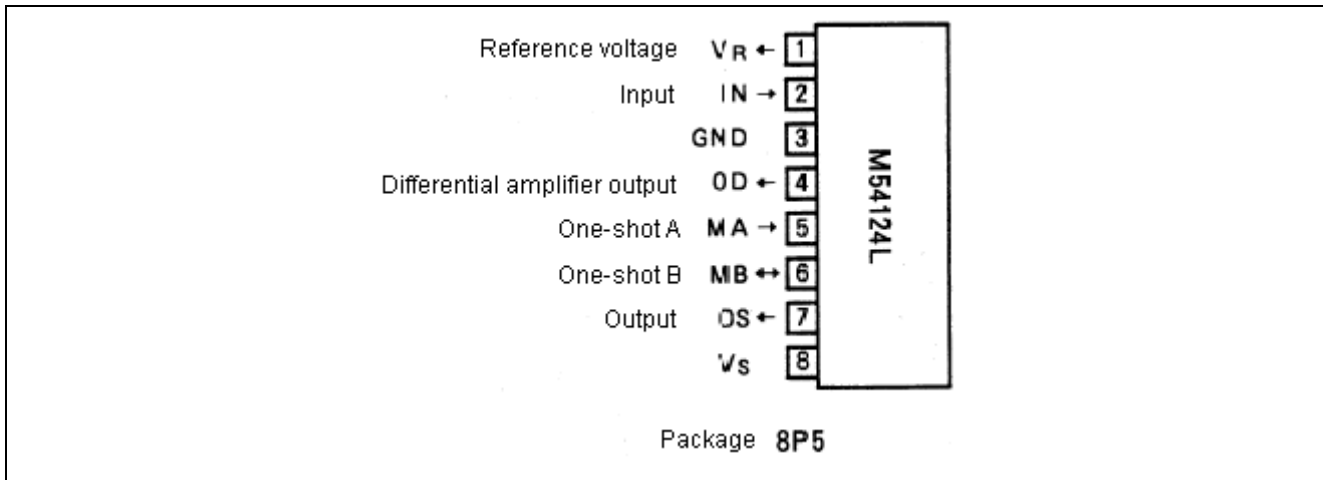 Reference voltage VR ← 1
Input IN → 2
GND 3
Differential amplifier output OD ← 4
One-shot A MA → 5
One-shot B MB ↔ 6
Output OS ← 7
VS 8
M54124L
Package 8P5